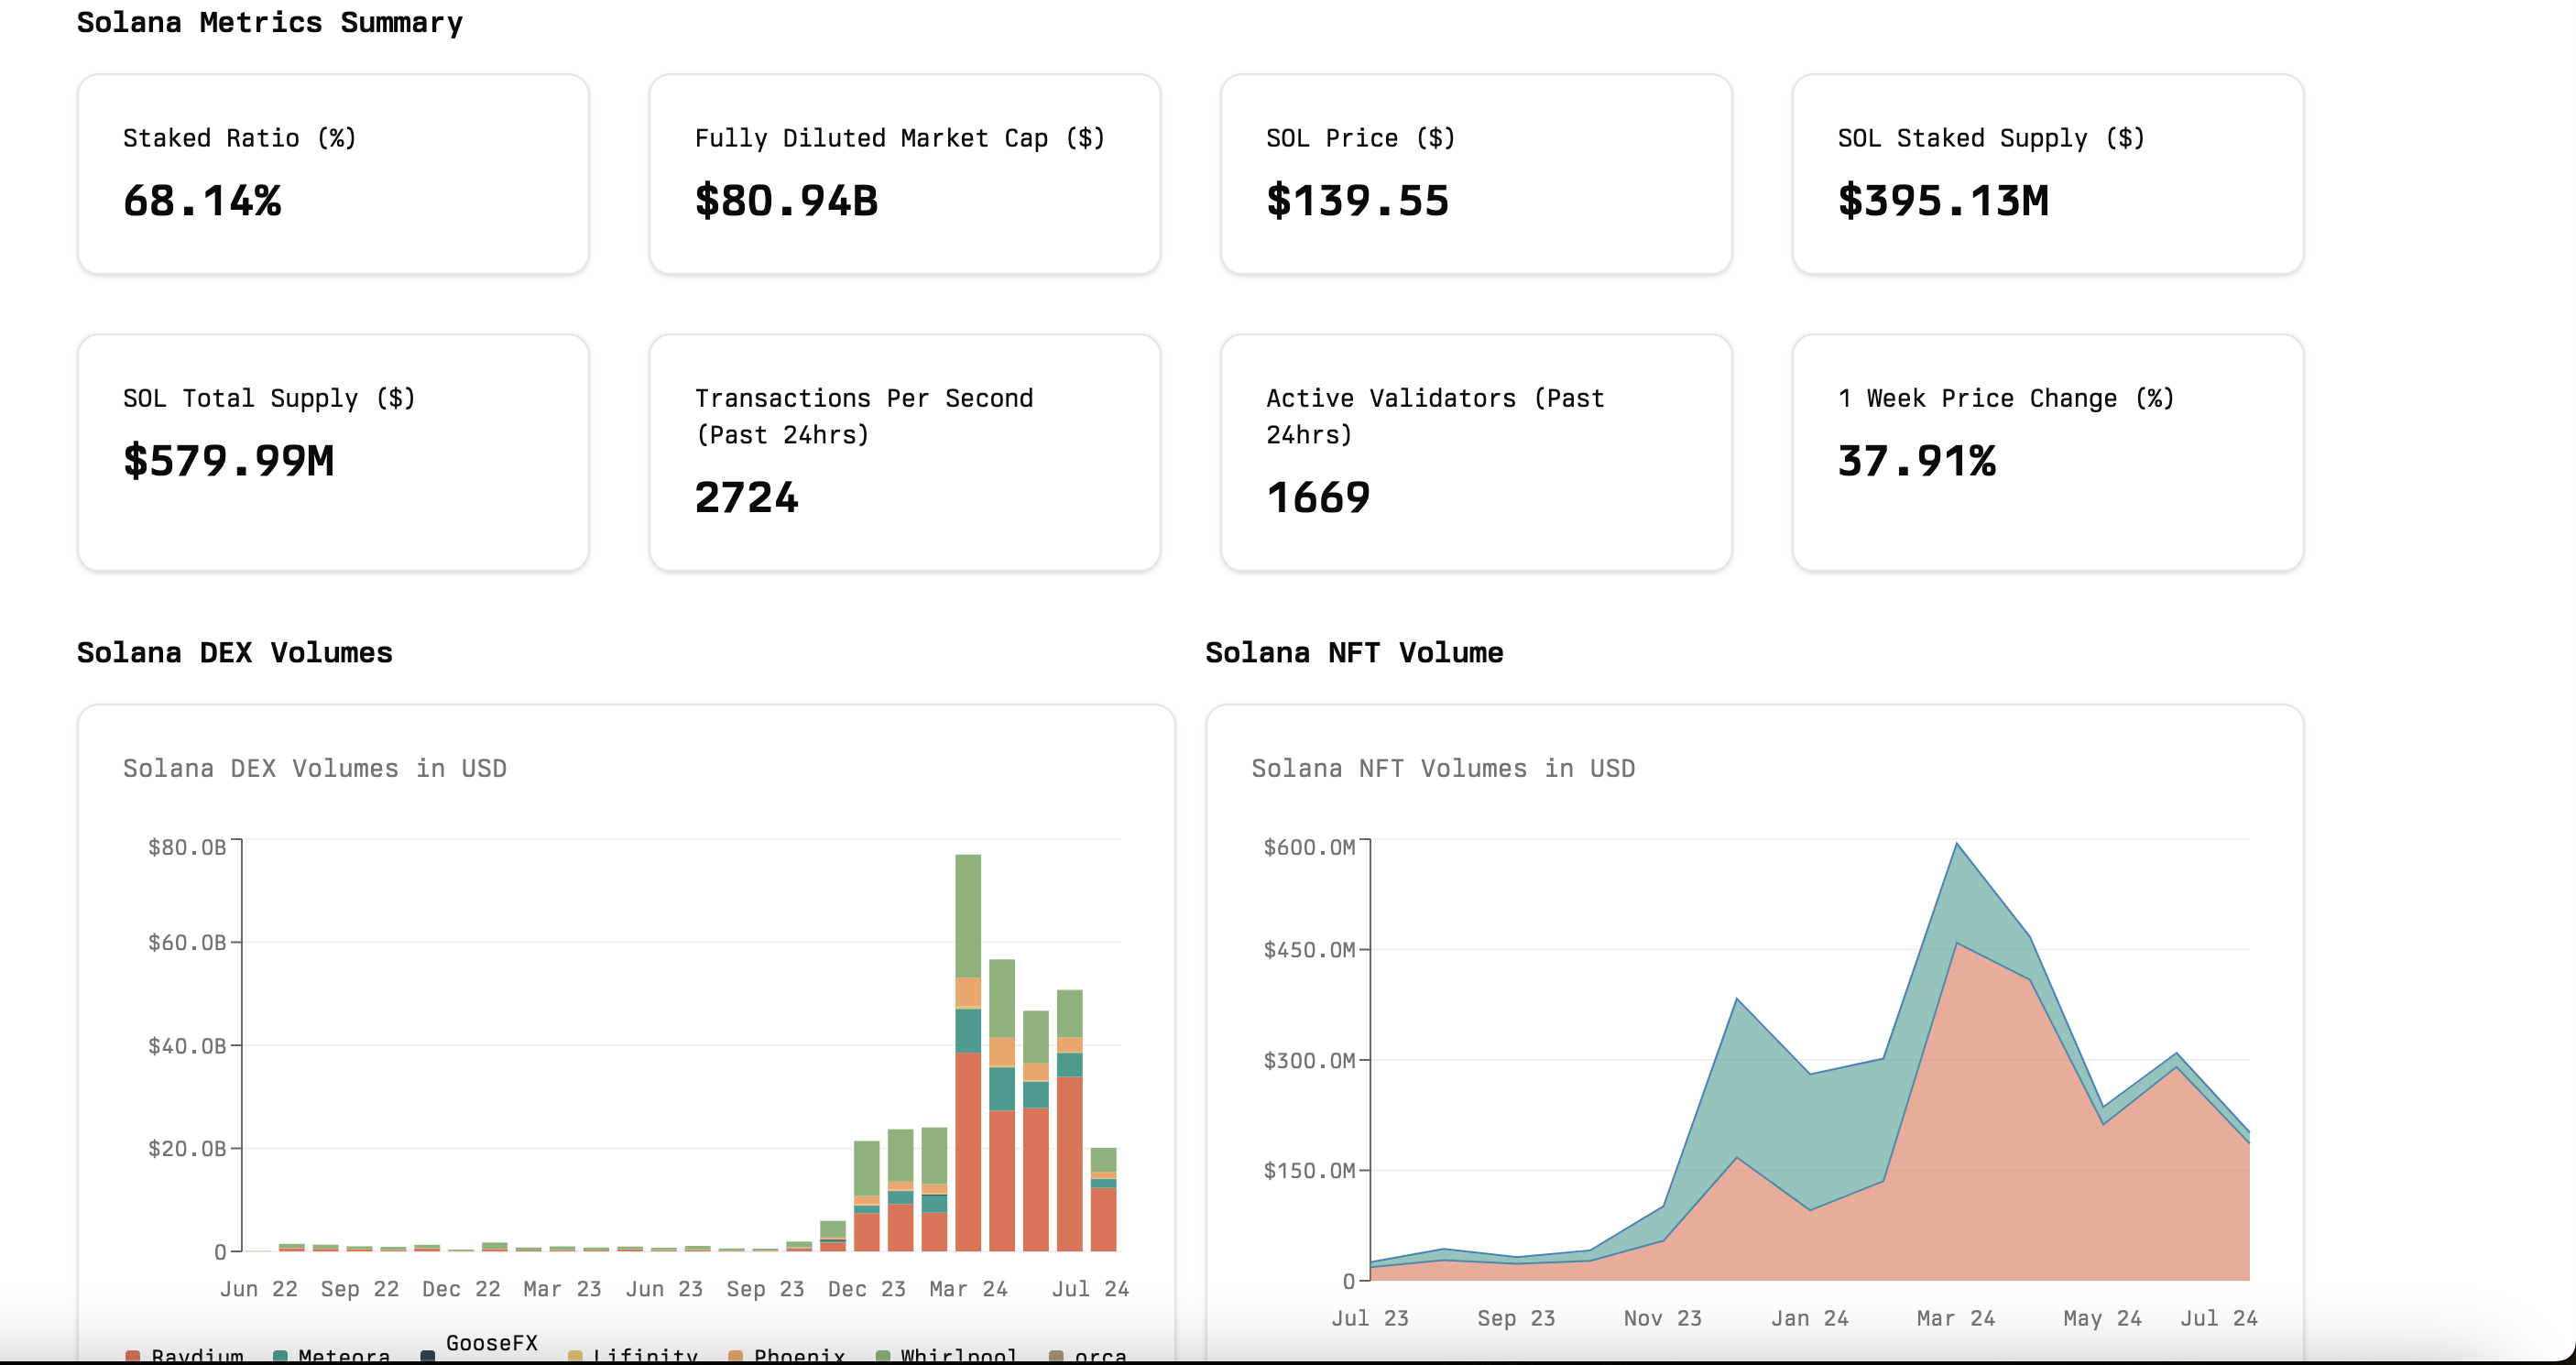 Solana Metrics Summary
Staked Ratio (%)
68.14%
Fully Diluted Market Cap ($)
$80.94B
SOL Price ($)
$139.55
SOL Staked Supply ($)
$395.13M
SOL Total Supply ($)
$579.99M
Transactions Per Second
(Past 24hrs)
2724
Active Validators (Past
24hrs)
1669
1 Week Price Change (%)
37.91%
Solana DEX Volumes
Solana DEX Volumes in USD
$80.0B
$60.0B
$40.0B
$20.0B
0
Jun 22 Sep 22 Dec 22 Mar 23 Jun 23 Sep 23 Dec 23 Mar 24 Jul 24
Raydium Meteora GooseFX Lifinity Phoenix Whirlpool orca
Solana NFT Volume
Solana NFT Volumes in USD
$600.0M
$450.0M
$300.0M
$150.0M
0
Jul 23 Sep 23 Nov 23 Jan 24 Mar 24 May 24 Jul 24